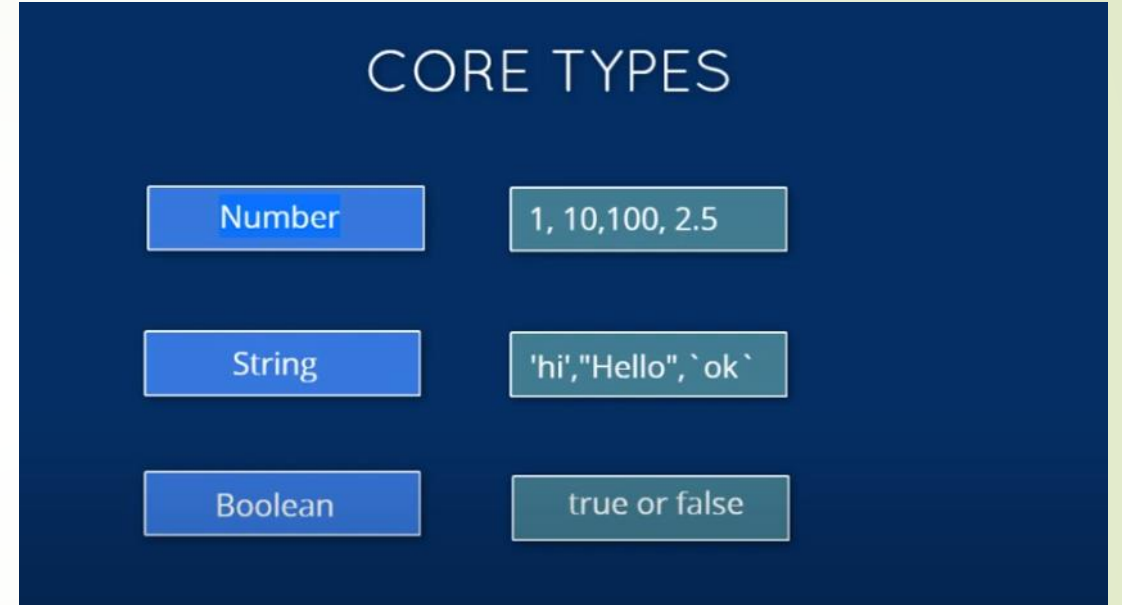 CORE TYPES
Number
1, 10,100, 2.5
String
'hi',"Hello",`ok`
Boolean
true or false